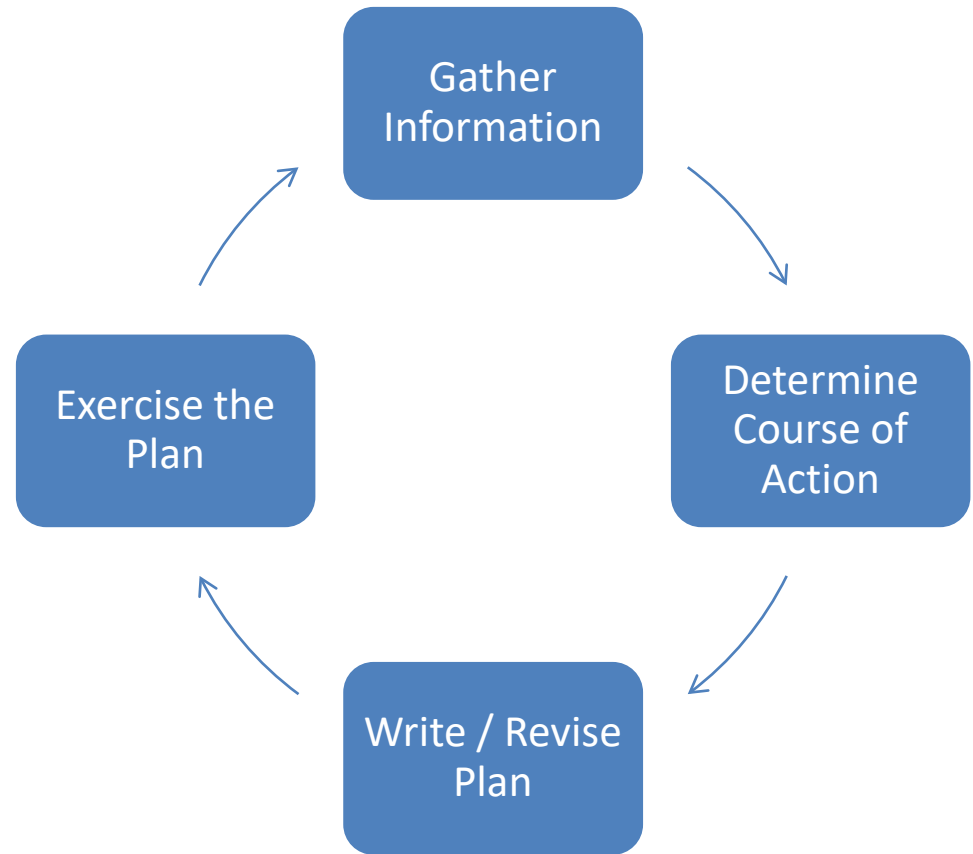 Gather
Information
Determine
Course of
Action
Write / Revise
Plan
Exercise the
Plan